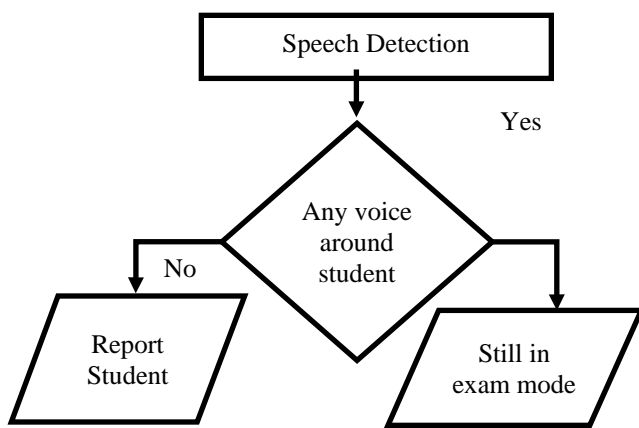 Speech Detection
Yes
Any voice
around
student
No
Report
Student
Still in
exam mode